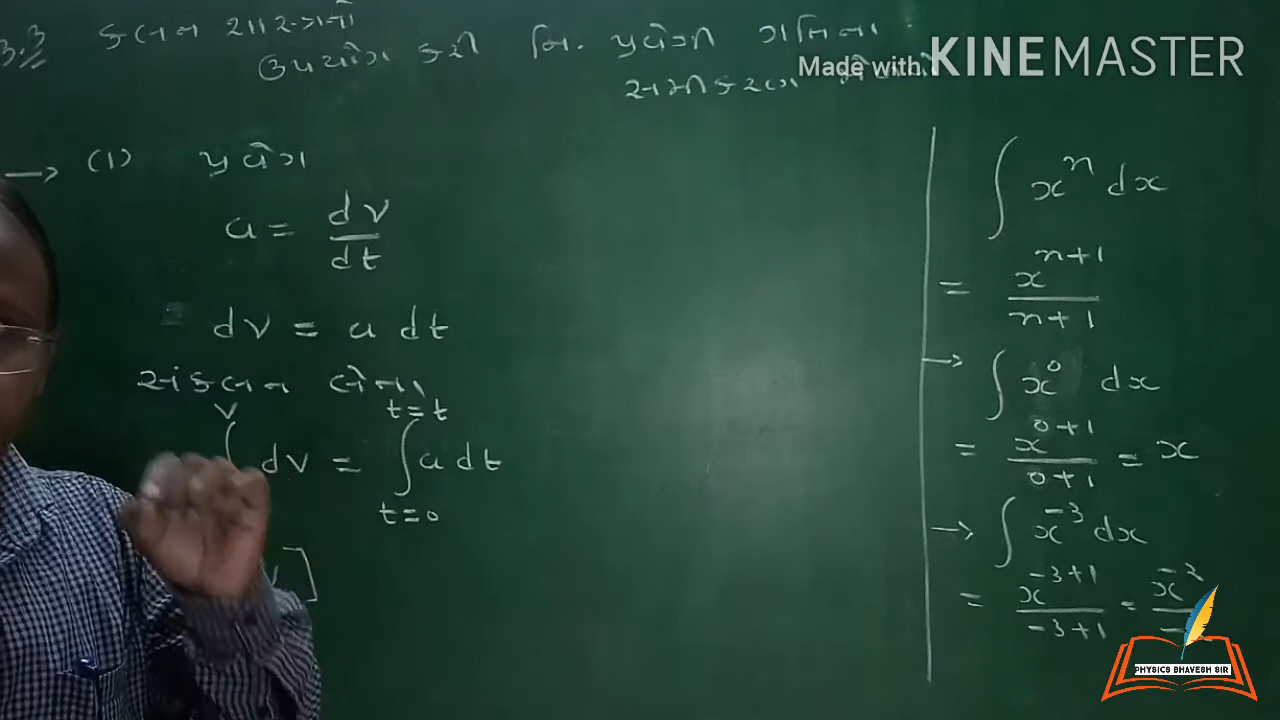 3.3 કલન શાસ્ત્રનો
ઉપયોગ કરી નિ. પ્રવેગી ગતિના
સમીકરણ
Made with KINEMASTER
→ (1) પ્રવેગ
a = dv/dt
dv = a dt
સંકલન લેતા
v t=t
∫ dv = ∫ a dt
t=0
v]
∫ xⁿ dx
= xⁿ⁺¹/n+1
→ ∫ x⁰ dx
= x⁰⁺¹/0+1 = x
→ ∫ x⁻³ dx
= x⁻³⁺¹/-3+1 = x⁻²/-
PHYSICS BHAVESH SIR